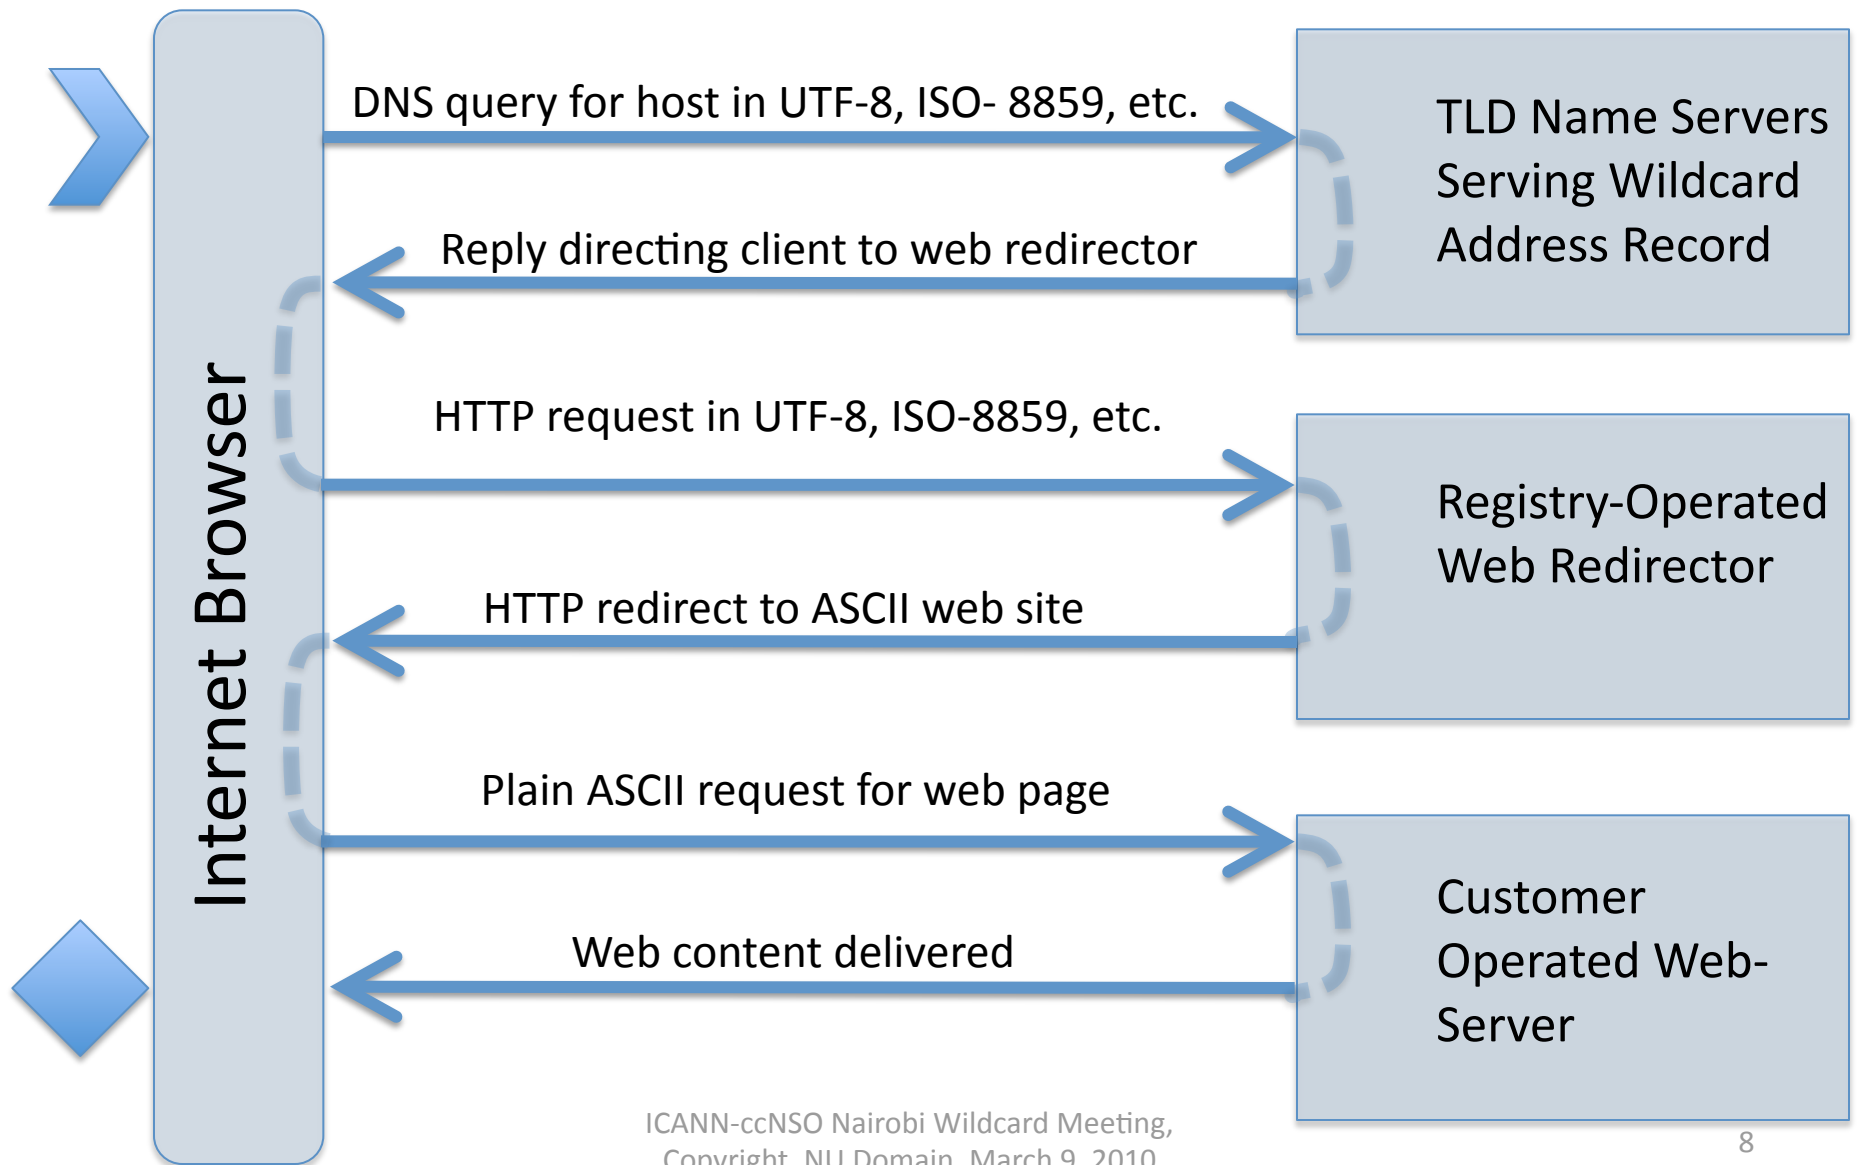 DNS query for host in UTF-8, ISO- 8859, etc.
TLD Name Servers
Serving Wildcard
Address Record
Reply directing client to web redirector
Internet Browser
HTTP request in UTF-8, ISO-8859, etc.
Registry-Operated
Web Redirector
HTTP redirect to ASCII web site
Plain ASCII request for web page
Customer
Operated Web-
Server
Web content delivered
ICANN-ccNSO Nairobi Wildcard Meeting,
Copyright .NU Domain, March 9, 2010
8